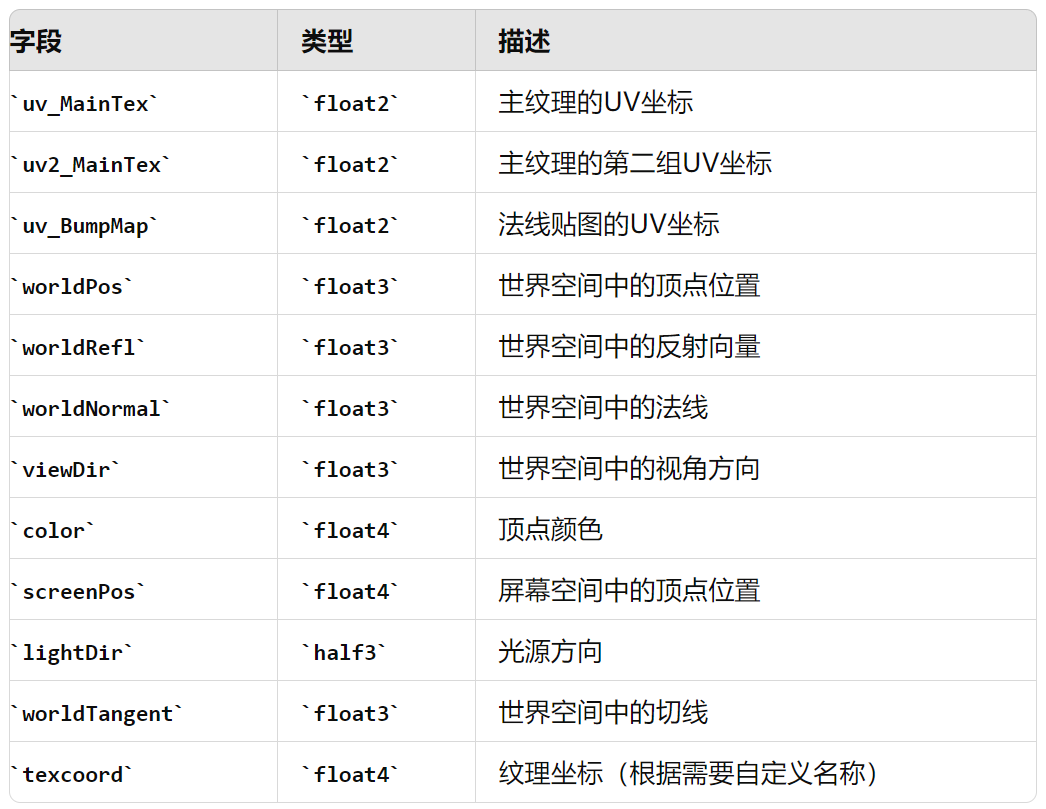 字段 类型 描述
`uv_MainTex` `float2` 主纹理的UV坐标
`uv2_MainTex` `float2` 主纹理的第二组UV坐标
`uv_BumpMap` `float2` 法线贴图的UV坐标
`worldPos` `float3` 世界空间中的顶点位置
`worldRefl` `float3` 世界空间中的反射向量
`worldNormal` `float3` 世界空间中的法线
`viewDir` `float3` 世界空间中的视角方向
`color` `float4` 顶点颜色
`screenPos` `float4` 屏幕空间中的顶点位置
`lightDir` `half3` 光源方向
`worldTangent` `float3` 世界空间中的切线
`texcoord` `float4` 纹理坐标（根据需要自定义名称）